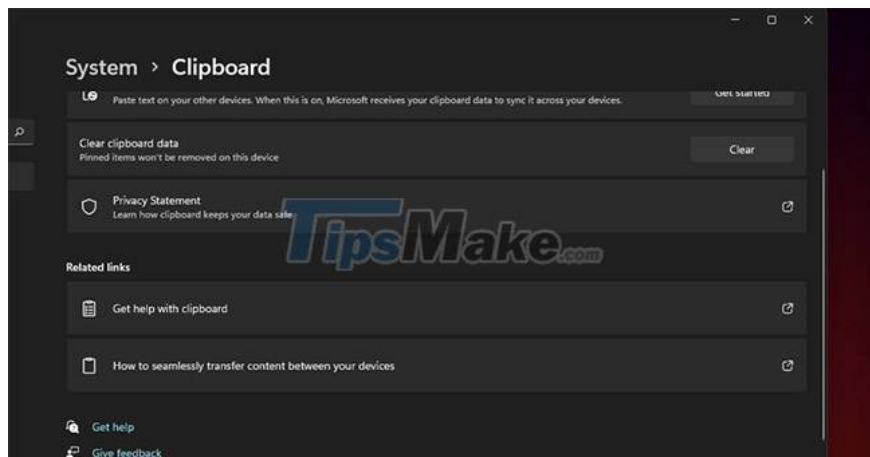 System > Clipboard
Paste text on your other devices. When this is on, Microsoft receives your clipboard data to sync it across your devices.
Get started
Clear clipboard data
Pinned items won't be removed on this device
Clear
Privacy Statement
Learn how clipboard keeps your data safe
TipsMake.com
Related links
Get help with clipboard
How to seamlessly transfer content between your devices
Get help
Give feedback